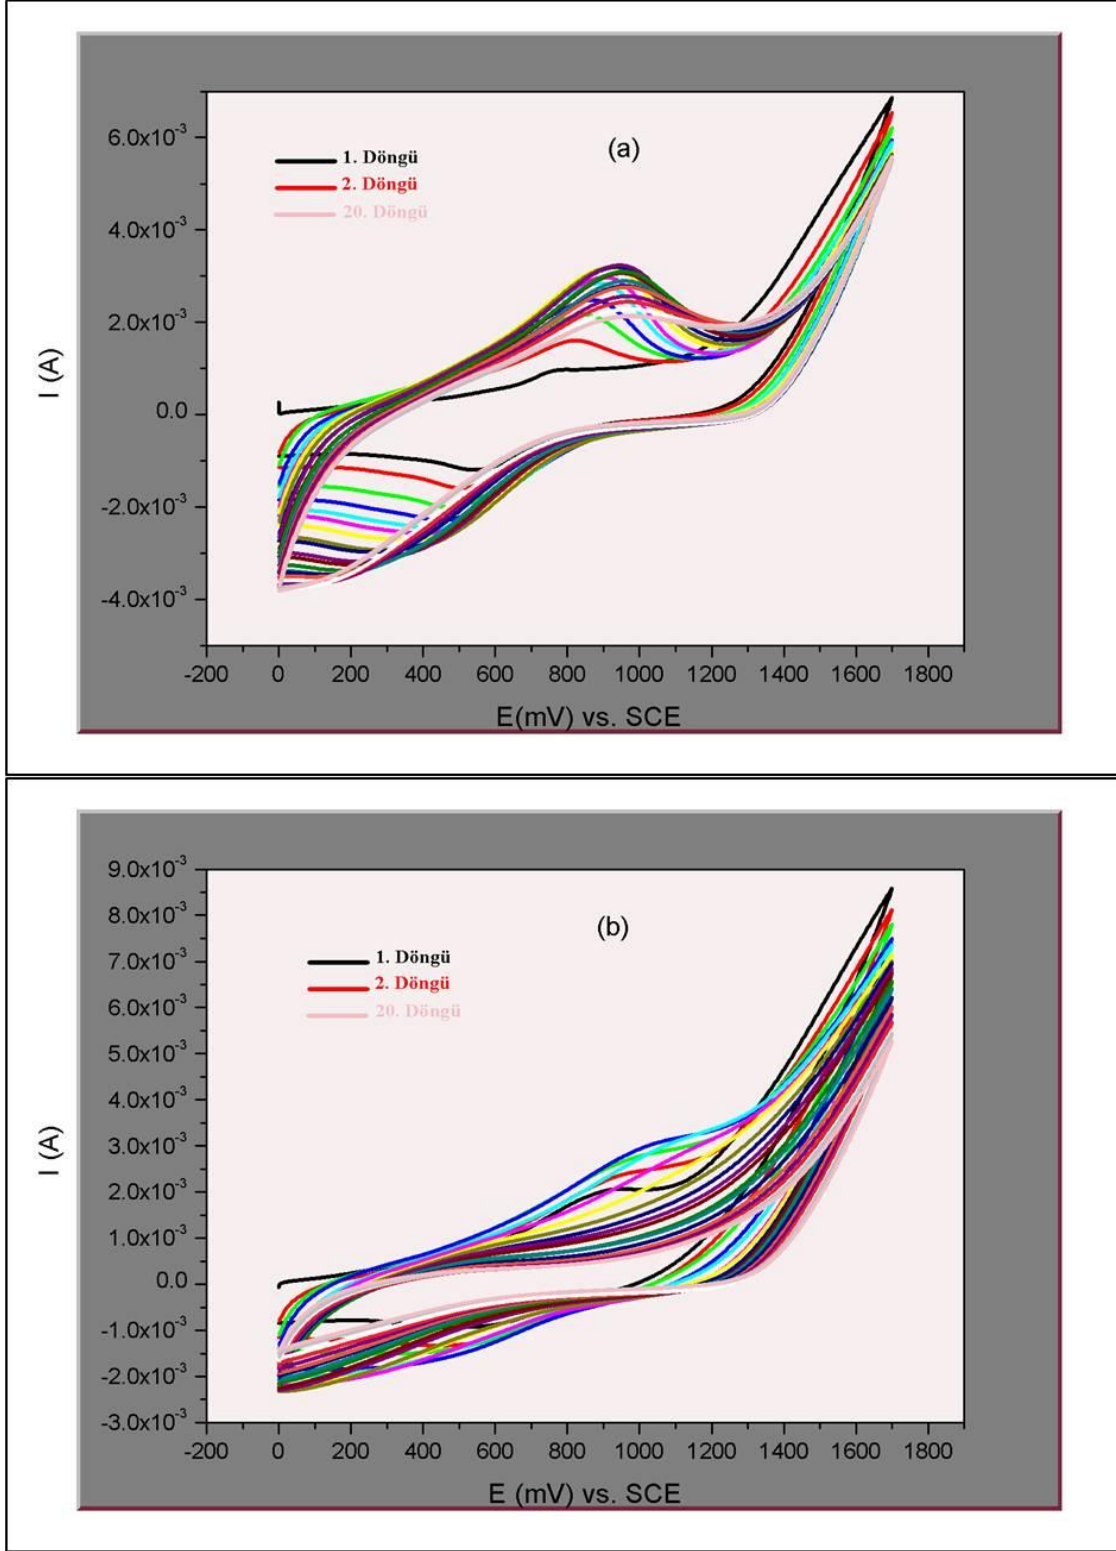 (a)
1. Döngü
2. Döngü
20. Döngü
6.0x10⁻³
4.0x10⁻³
2.0x10⁻³
0.0
-2.0x10⁻³
-4.0x10⁻³
I (A)
-200 0 200 400 600 800 1000 1200 1400 1600 1800
E(mV) vs. SCE
(b)
1. Döngü
2. Döngü
20. Döngü
9.0x10⁻³
8.0x10⁻³
7.0x10⁻³
6.0x10⁻³
5.0x10⁻³
4.0x10⁻³
3.0x10⁻³
2.0x10⁻³
1.0x10⁻³
0.0
-1.0x10⁻³
-2.0x10⁻³
-3.0x10⁻³
I (A)
-200 0 200 400 600 800 1000 1200 1400 1600 1800
E (mV) vs. SCE